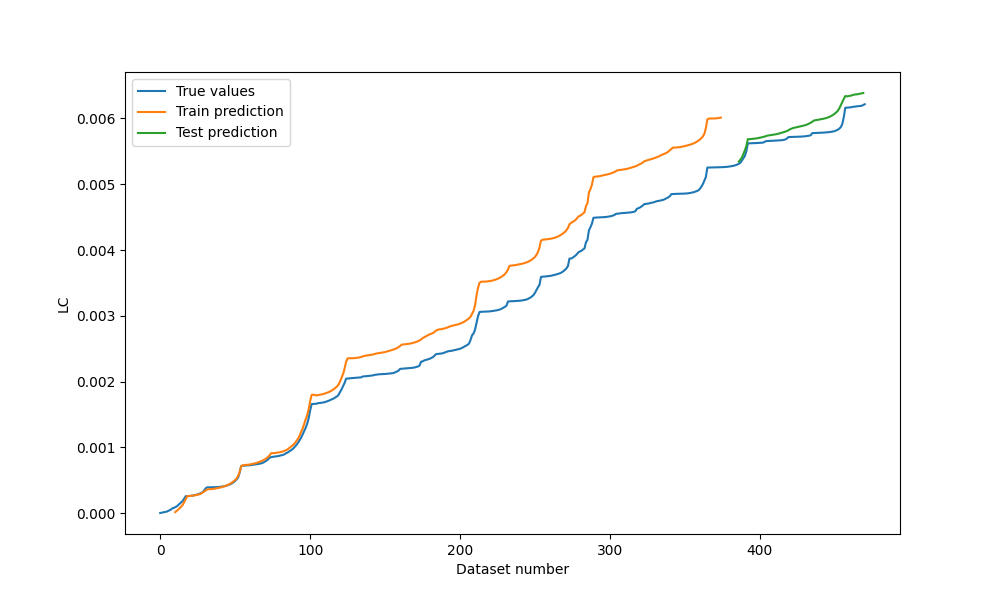 True values
Train prediction
Test prediction
0.006
0.005
0.004
0.003
0.002
0.001
0.000
LC
0
100
200
300
400
Dataset number